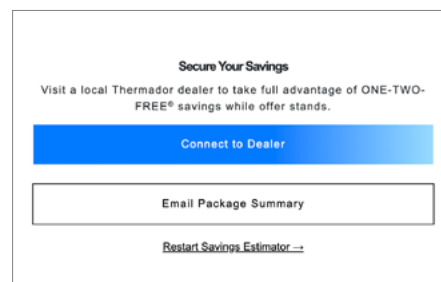 Secure Your Savings
Visit a local Thermador dealer to take full advantage of ONE-TWO-
FREE® savings while offer stands.
Connect to Dealer
Email Package Summary
Restart Savings Estimator →